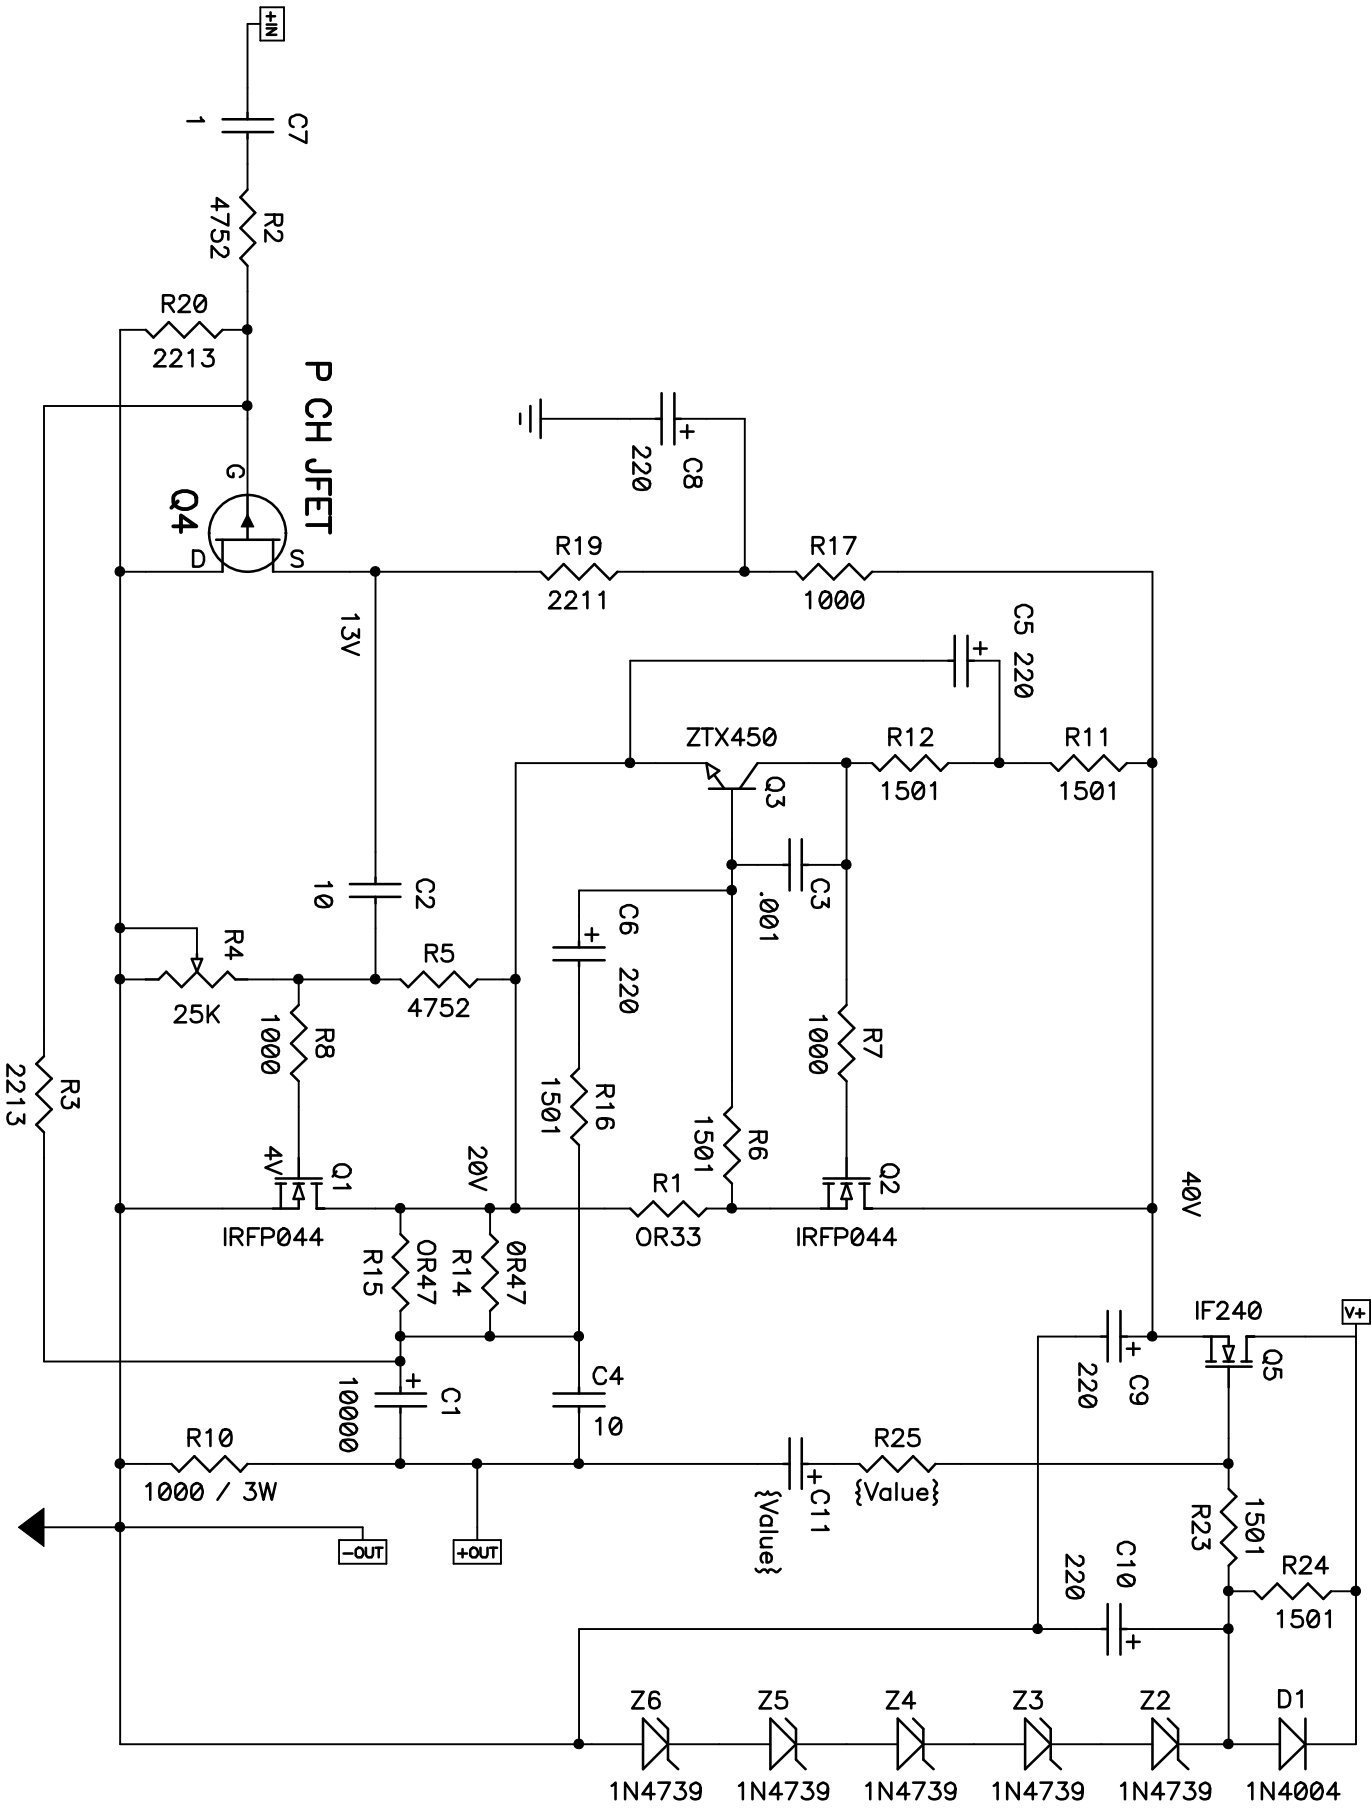 +IN
C7
1
R2
4752
R20
2213
P CH JFET
G
Q4
D
S
C8
+
220
R19
2211
R17
1000
13V
C5 220
+
ZTX450
Q3
R12
1501
R11
1501
C3
.001
C2
10
C6
+
220
R4
25K
R5
4752
R8
1000
R7
1000
R3
2213
R16
1501
R6
1501
4V
Q1
IRFP044
20V
R1
OR33
Q2
IRFP044
40V
OR47
R15
0R47
R14
IF240
Q5
V+
C9
+
220
C4
10
C1
+
10000
R10
1000 / 3W
R25
{Value}
C11
+
{Value}
-OUT
+OUT
1501
R23
R24
1501
C10
+
220
Z6
1N4739
Z5
1N4739
Z4
1N4739
Z3
1N4739
Z2
1N4739
D1
1N4004